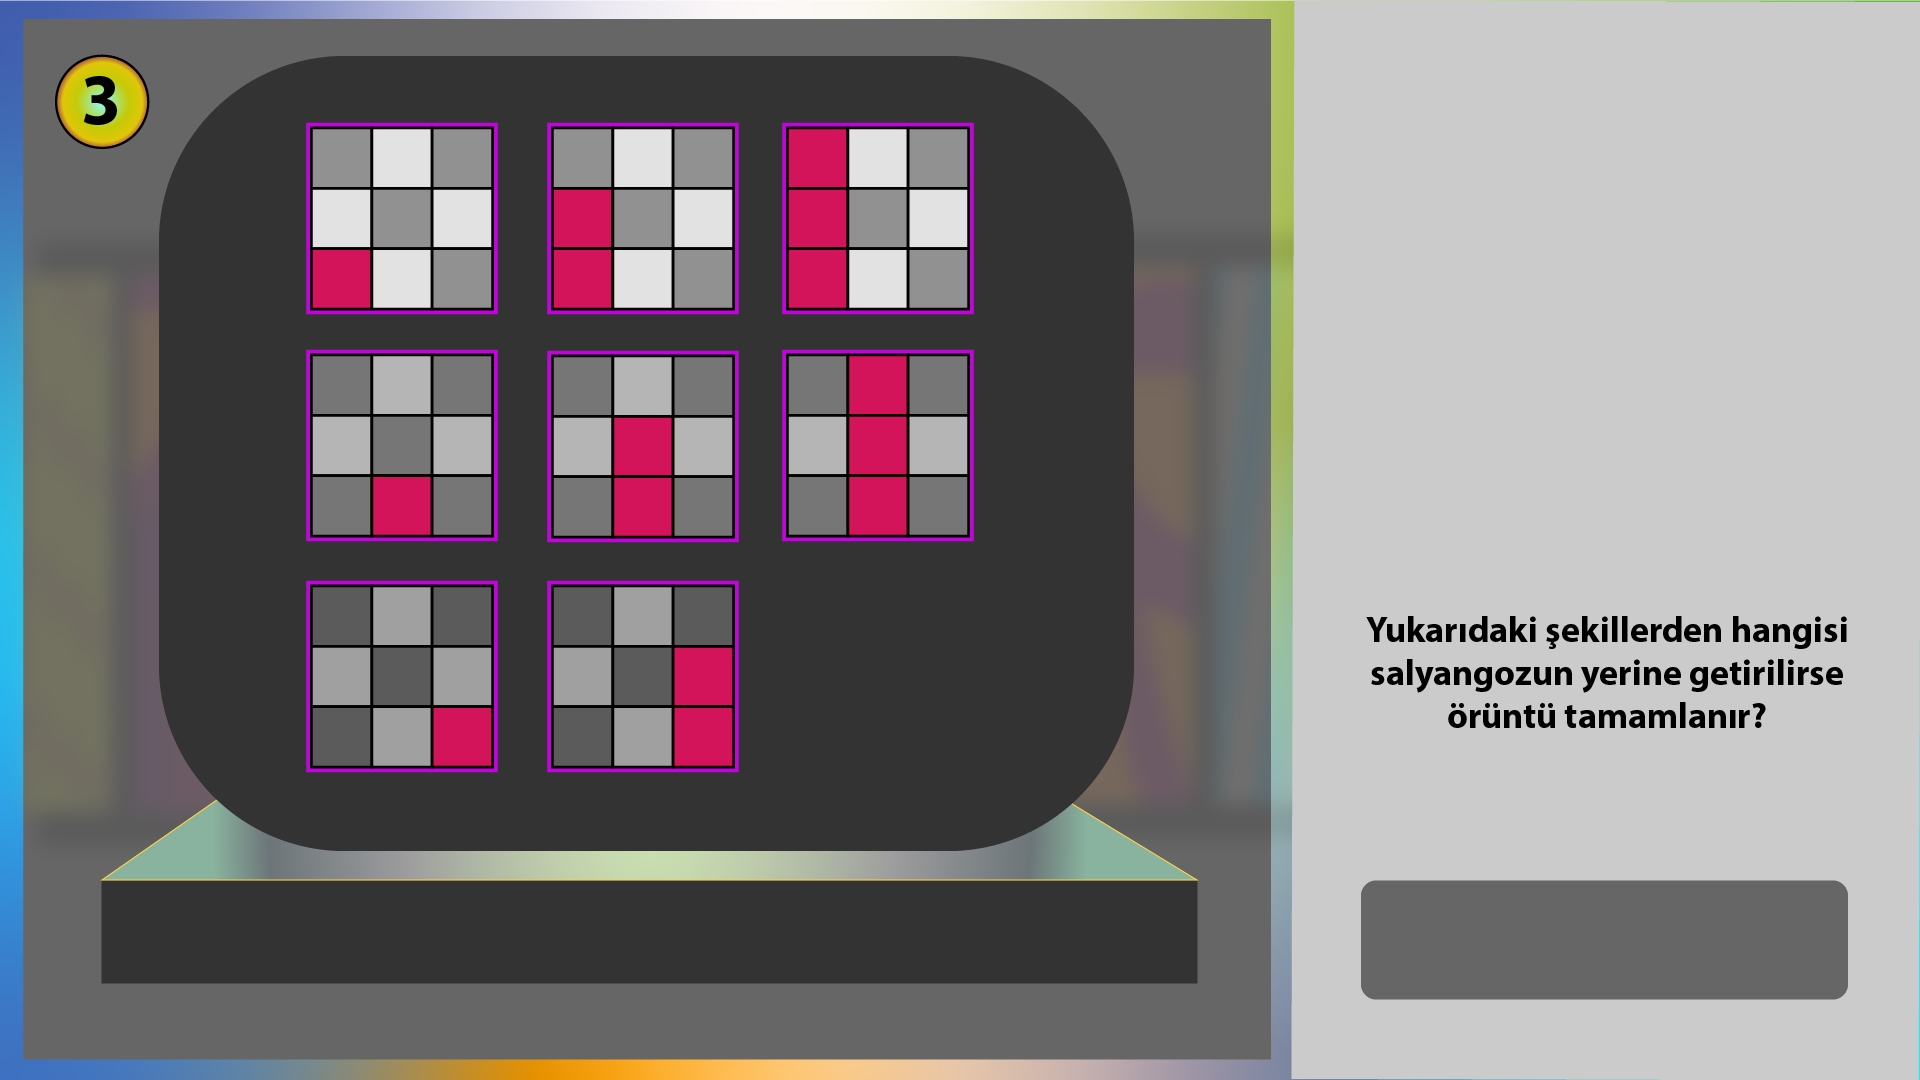 3
Yukarıdaki şekillerden hangisi
salyangozun yerine getirilirse
örüntü tamamlanır?